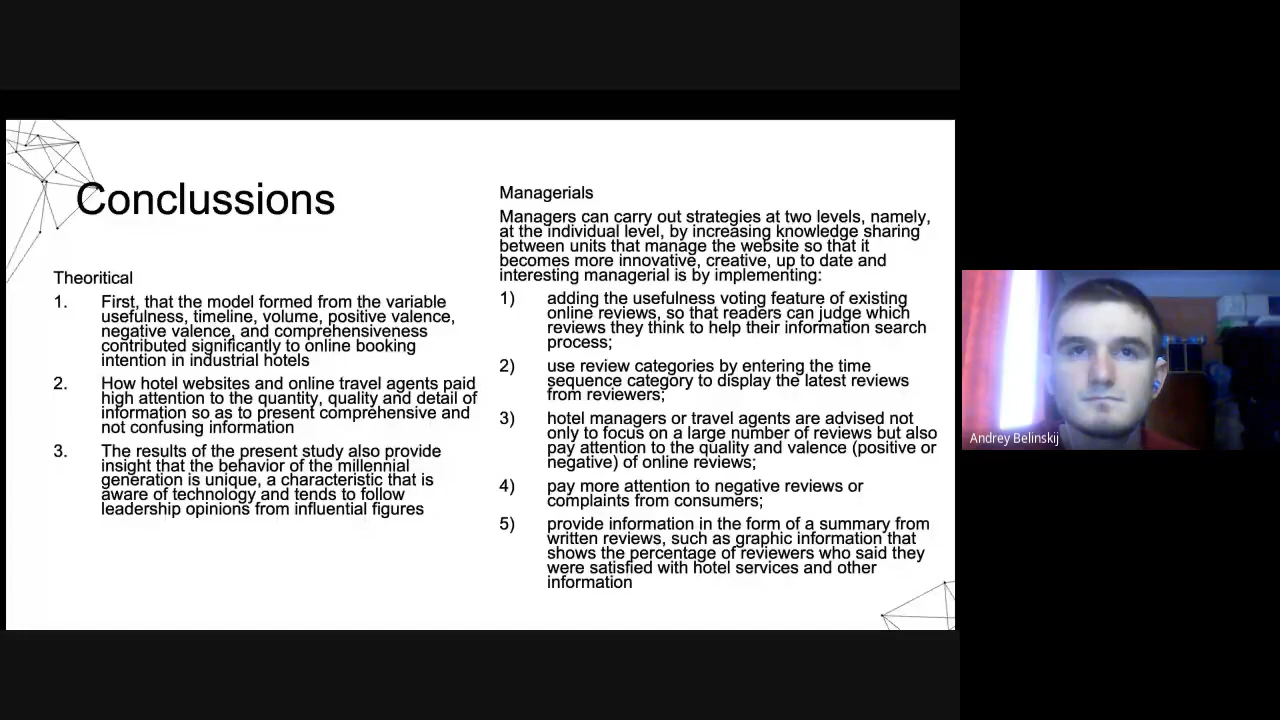 Conclussions
Theoritical
1. First, that the model formed from the variable
usefulness, timeline, volume, positive valence,
negative valence, and comprehensiveness
contributed significantly to online booking
intention in industrial hotels
2. How hotel websites and online travel agents paid
high attention to the quantity, quality and detail of
information so as to present comprehensive and
not confusing information
3. The results of the present study also provide
insight that the behavior of the millennial
generation is unique, a characteristic that is
aware of technology and tends to follow
leadership opinions from influential figures
Managerials
Managers can carry out strategies at two levels, namely,
at the individual level, by increasing knowledge sharing
between units that manage the website so that it
becomes more innovative, creative, up to date and
interesting managerial is by implementing:
1) adding the usefulness voting feature of existing
online reviews, so that readers can judge which
reviews they think to help their information search
process;
2) use review categories by entering the time
sequence category to display the latest reviews
from reviewers;
3) hotel managers or travel agents are advised not
only to focus on a large number of reviews but also
pay attention to the quality and valence (positive or
negative) of online reviews;
4) pay more attention to negative reviews or
complaints from consumers;
5) provide information in the form of a summary from
written reviews, such as graphic information that
shows the percentage of reviewers who said they
were satisfied with hotel services and other
information
Andrey Belinskij